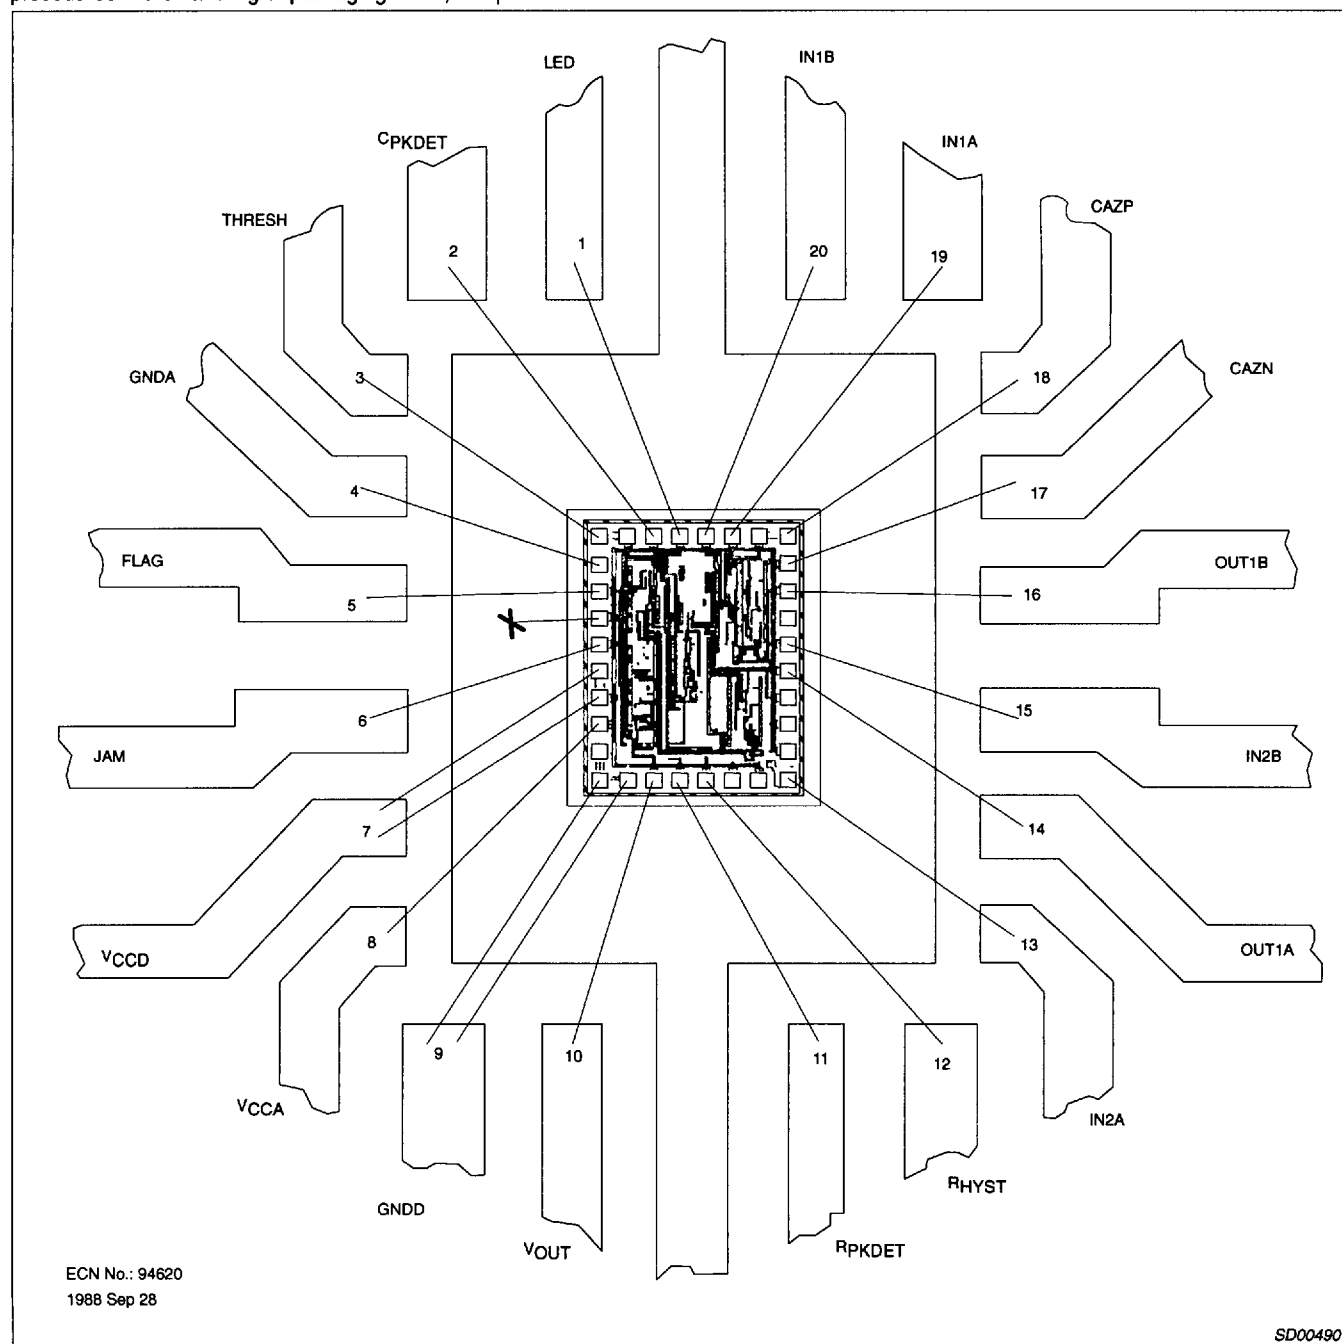 LED
IN1B
CPKDET
IN1A
THRESH
CAZP
1
20
2
19
GNDA
3
18
CAZN
4
17
FLAG
OUT1B
5
16
X
6
15
JAM
IN2B
7
14
8
13
VCCD
OUT1A
9
10
11
12
VCCA
IN2A
RHYST
GNDD
VOUT
RPKDET
ECN No.: 94620
1988 Sep 28
SD00490